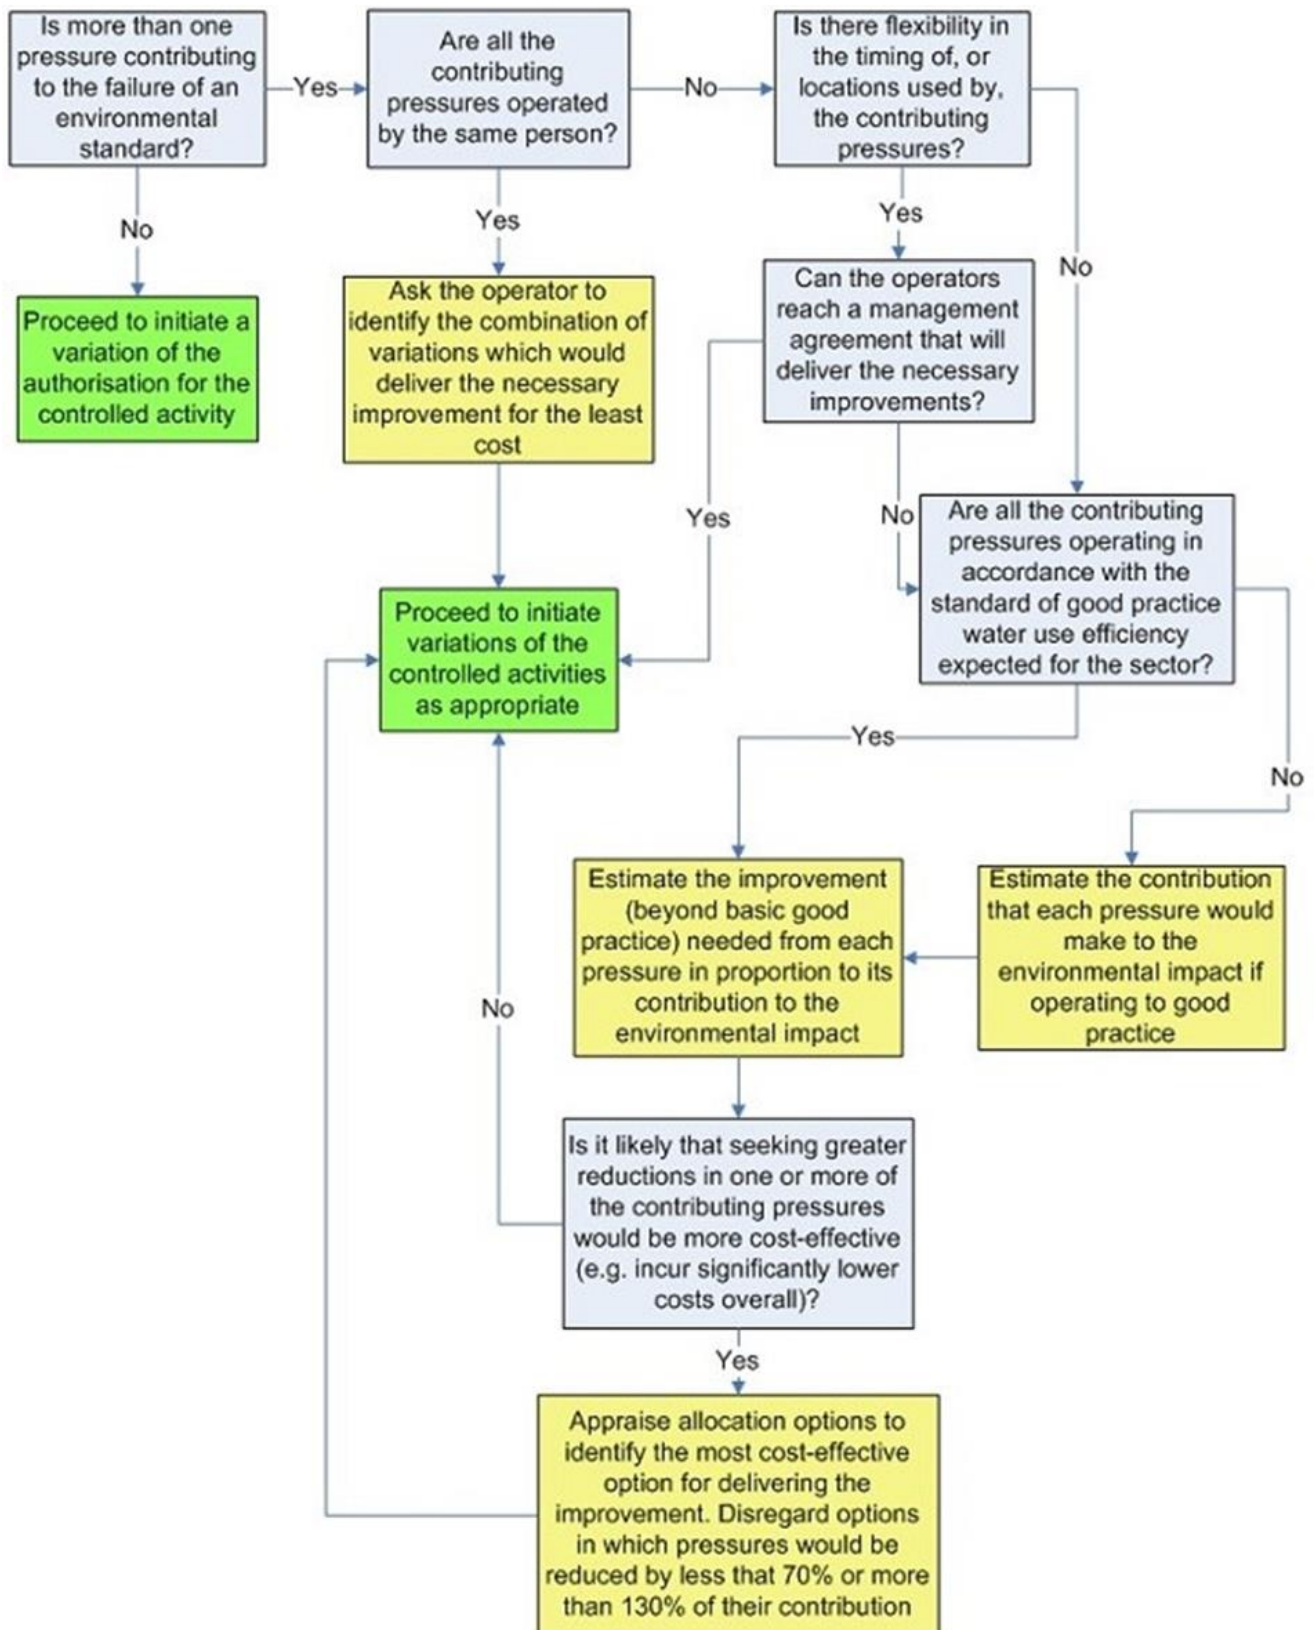 Is more than one
pressure contributing
to the failure of an
environmental
standard?
Yes
Are all the
contributing
pressures operated
by the same person?
No
Is there flexibility in
the timing of, or
locations used by,
the contributing
pressures?
No
Yes
Yes
No
Proceed to initiate a
variation of the
authorisation for the
controlled activity
Ask the operator to
identify the combination of
variations which would
deliver the necessary
improvement for the least
cost
Can the operators
reach a management
agreement that will
deliver the necessary
improvements?
Yes
No
Are all the contributing
pressures operating in
accordance with the
standard of good practice
water use efficiency
expected for the sector?
Proceed to initiate
variations of the
controlled activities
as appropriate
Yes
No
Estimate the improvement
(beyond basic good
practice) needed from each
pressure in proportion to its
contribution to the
environmental impact
Estimate the contribution
that each pressure would
make to the
environmental impact if
operating to good
practice
No
Is it likely that seeking greater
reductions in one or more of
the contributing pressures
would be more cost-effective
(e.g. incur significantly lower
costs overall)?
Yes
Appraise allocation options to
identify the most cost-effective
option for delivering the
improvement. Disregard options
in which pressures would be
reduced by less that 70% or more
than 130% of their contribution